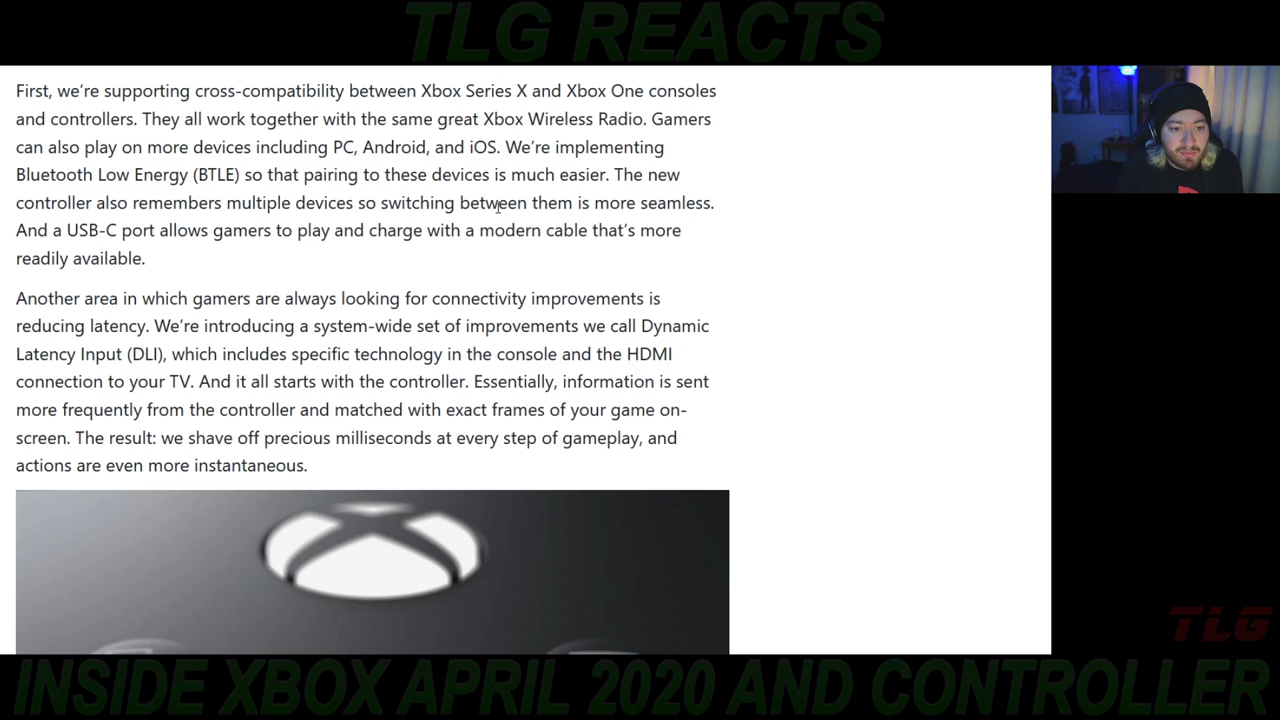 TLG REACTS
First, we’re supporting cross-compatibility between Xbox Series X and Xbox One consoles
and controllers. They all work together with the same great Xbox Wireless Radio. Gamers
can also play on more devices including PC, Android, and iOS. We’re implementing
Bluetooth Low Energy (BTLE) so that pairing to these devices is much easier. The new
controller also remembers multiple devices so switching between them is more seamless.
And a USB-C port allows gamers to play and charge with a modern cable that’s more
readily available.
Another area in which gamers are always looking for connectivity improvements is
reducing latency. We’re introducing a system-wide set of improvements we call Dynamic
Latency Input (DLI), which includes specific technology in the console and the HDMI
connection to your TV. And it all starts with the controller. Essentially, information is sent
more frequently from the controller and matched with exact frames of your game on-
screen. The result: we shave off precious milliseconds at every step of gameplay, and
actions are even more instantaneous.
TLG
INSIDE XBOX APRIL 2020 AND CONTROLLER